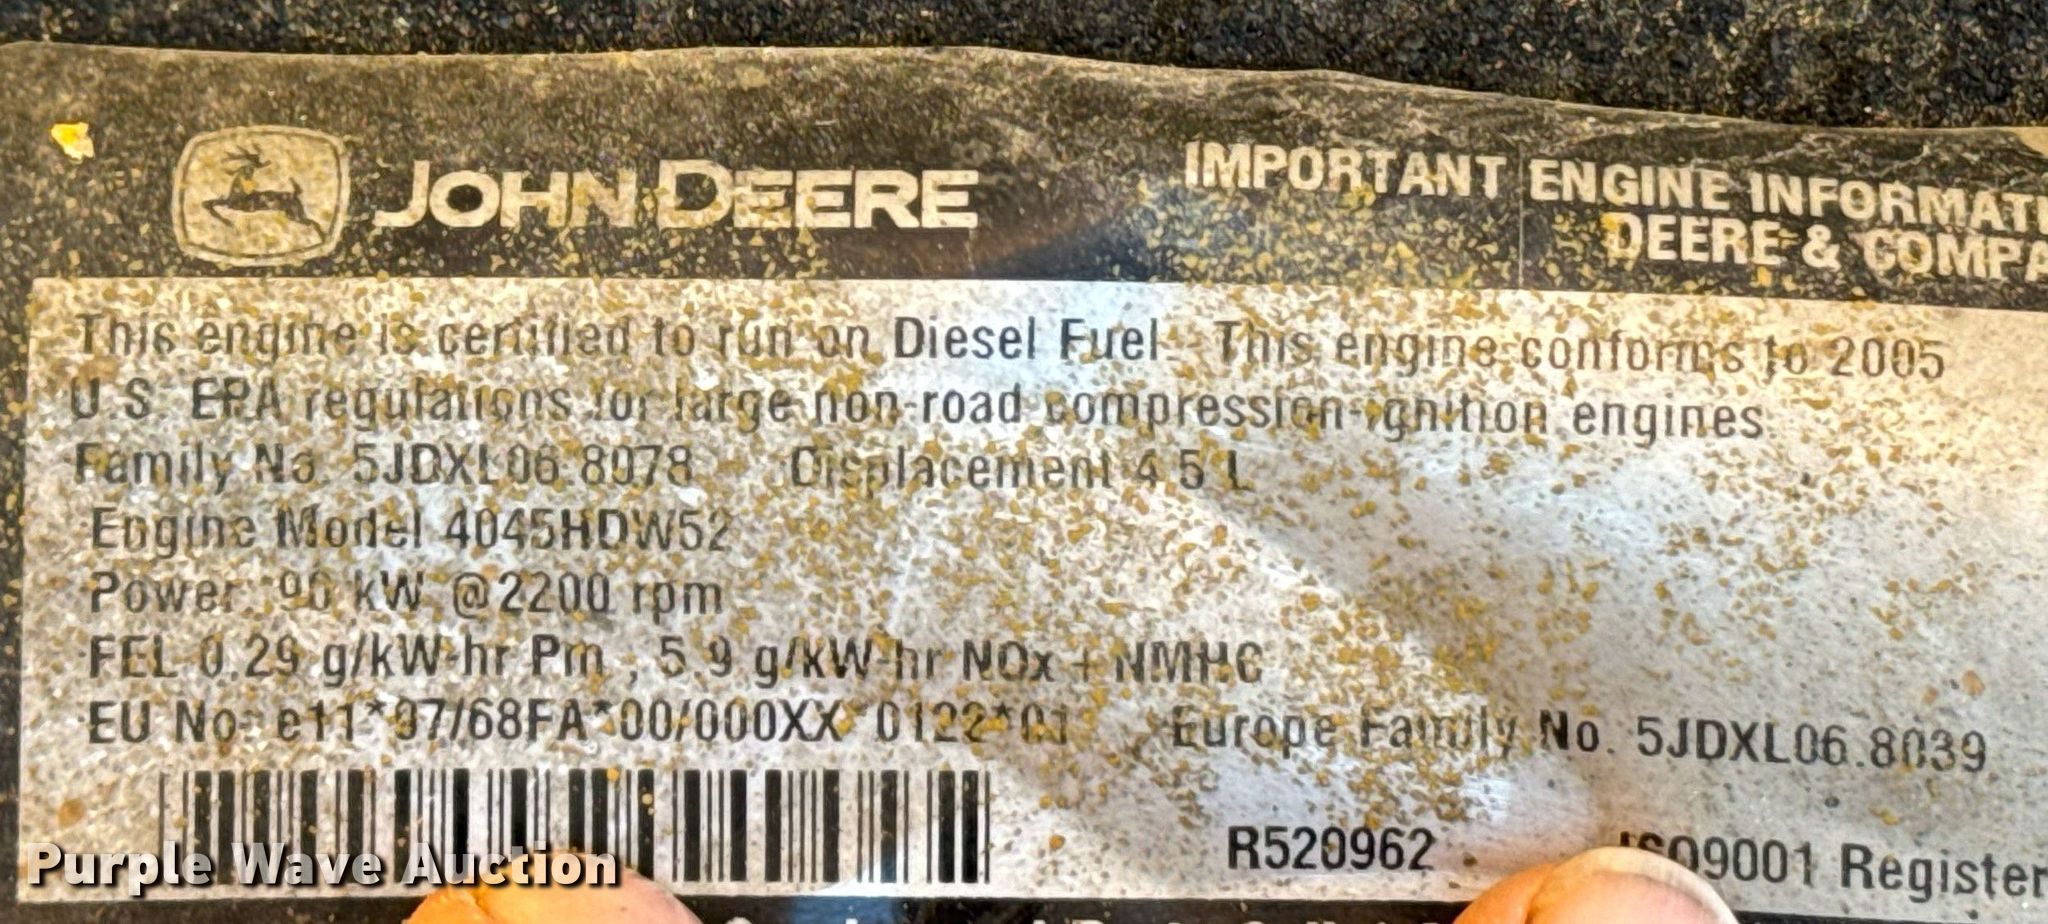 JOHN DEERE
IMPORTANT ENGINE INFORMATI
DEERE & COMPA
This engine is certified to run on Diesel Fuel. This engine conforms to 2005
U.S. EPA regulations for large non-road compression-ignition engines.
Family No. 5JDXL06.8078 Displacement 4.5 L
Engine Model 4045HDW52
Power: kW @2200 rpm
FEL 0.29 g/kW-hr Pm , 5.9 g/kW-hr NOx + NMHC
EU No. e11*97/68FA*00/000XX*0122*01 Europe Family No. 5JDXL06.8039
R520962 ISO9001 Register
Purple Wave Auction